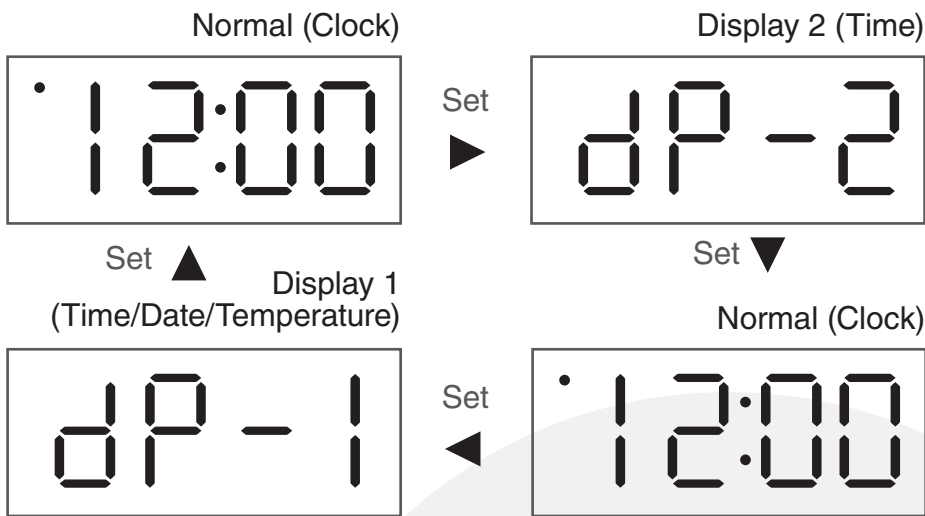 Normal (Clock)
Display 2 (Time)
12:00
Set
dP-2
Set
Set
Display 1
(Time/Date/Temperature)
Normal (Clock)
dP-1
Set
12:00